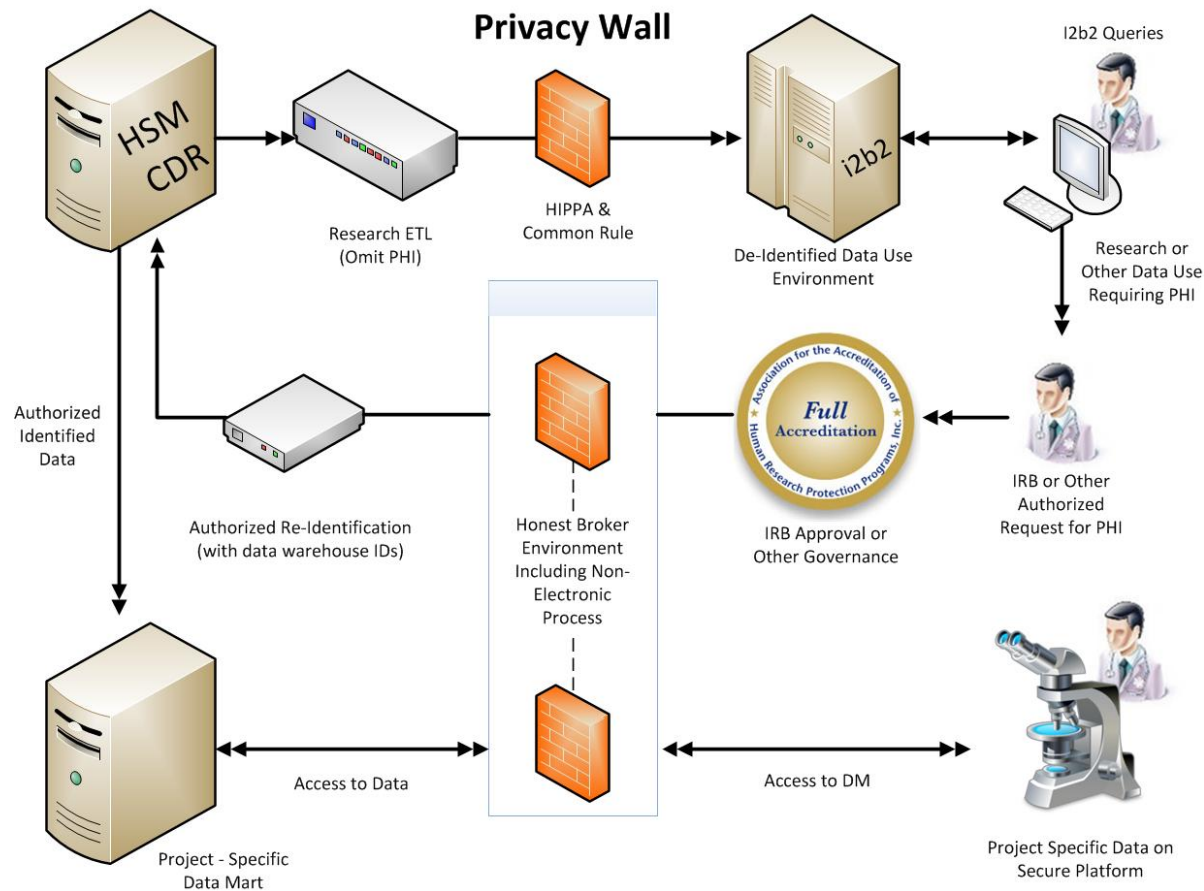 Privacy Wall
I2b2 Queries
HSM
CDR
i2b2
Research ETL
(Omit PHI)
HIPPA &
Common Rule
De-Identified Data Use
Environment
Research or
Other Data Use
Requiring PHI
Authorized
Identified
Data
Association for the Accreditation of
Human Research Protection Programs, Inc.
Full
Accreditation
Authorized Re-Identification
(with data warehouse IDs)
Honest Broker
Environment
Including Non-
Electronic
Process
IRB Approval or
Other Governance
IRB or Other
Authorized
Request for PHI
Access to Data
Access to DM
Project - Specific
Data Mart
Project Specific Data on
Secure Platform